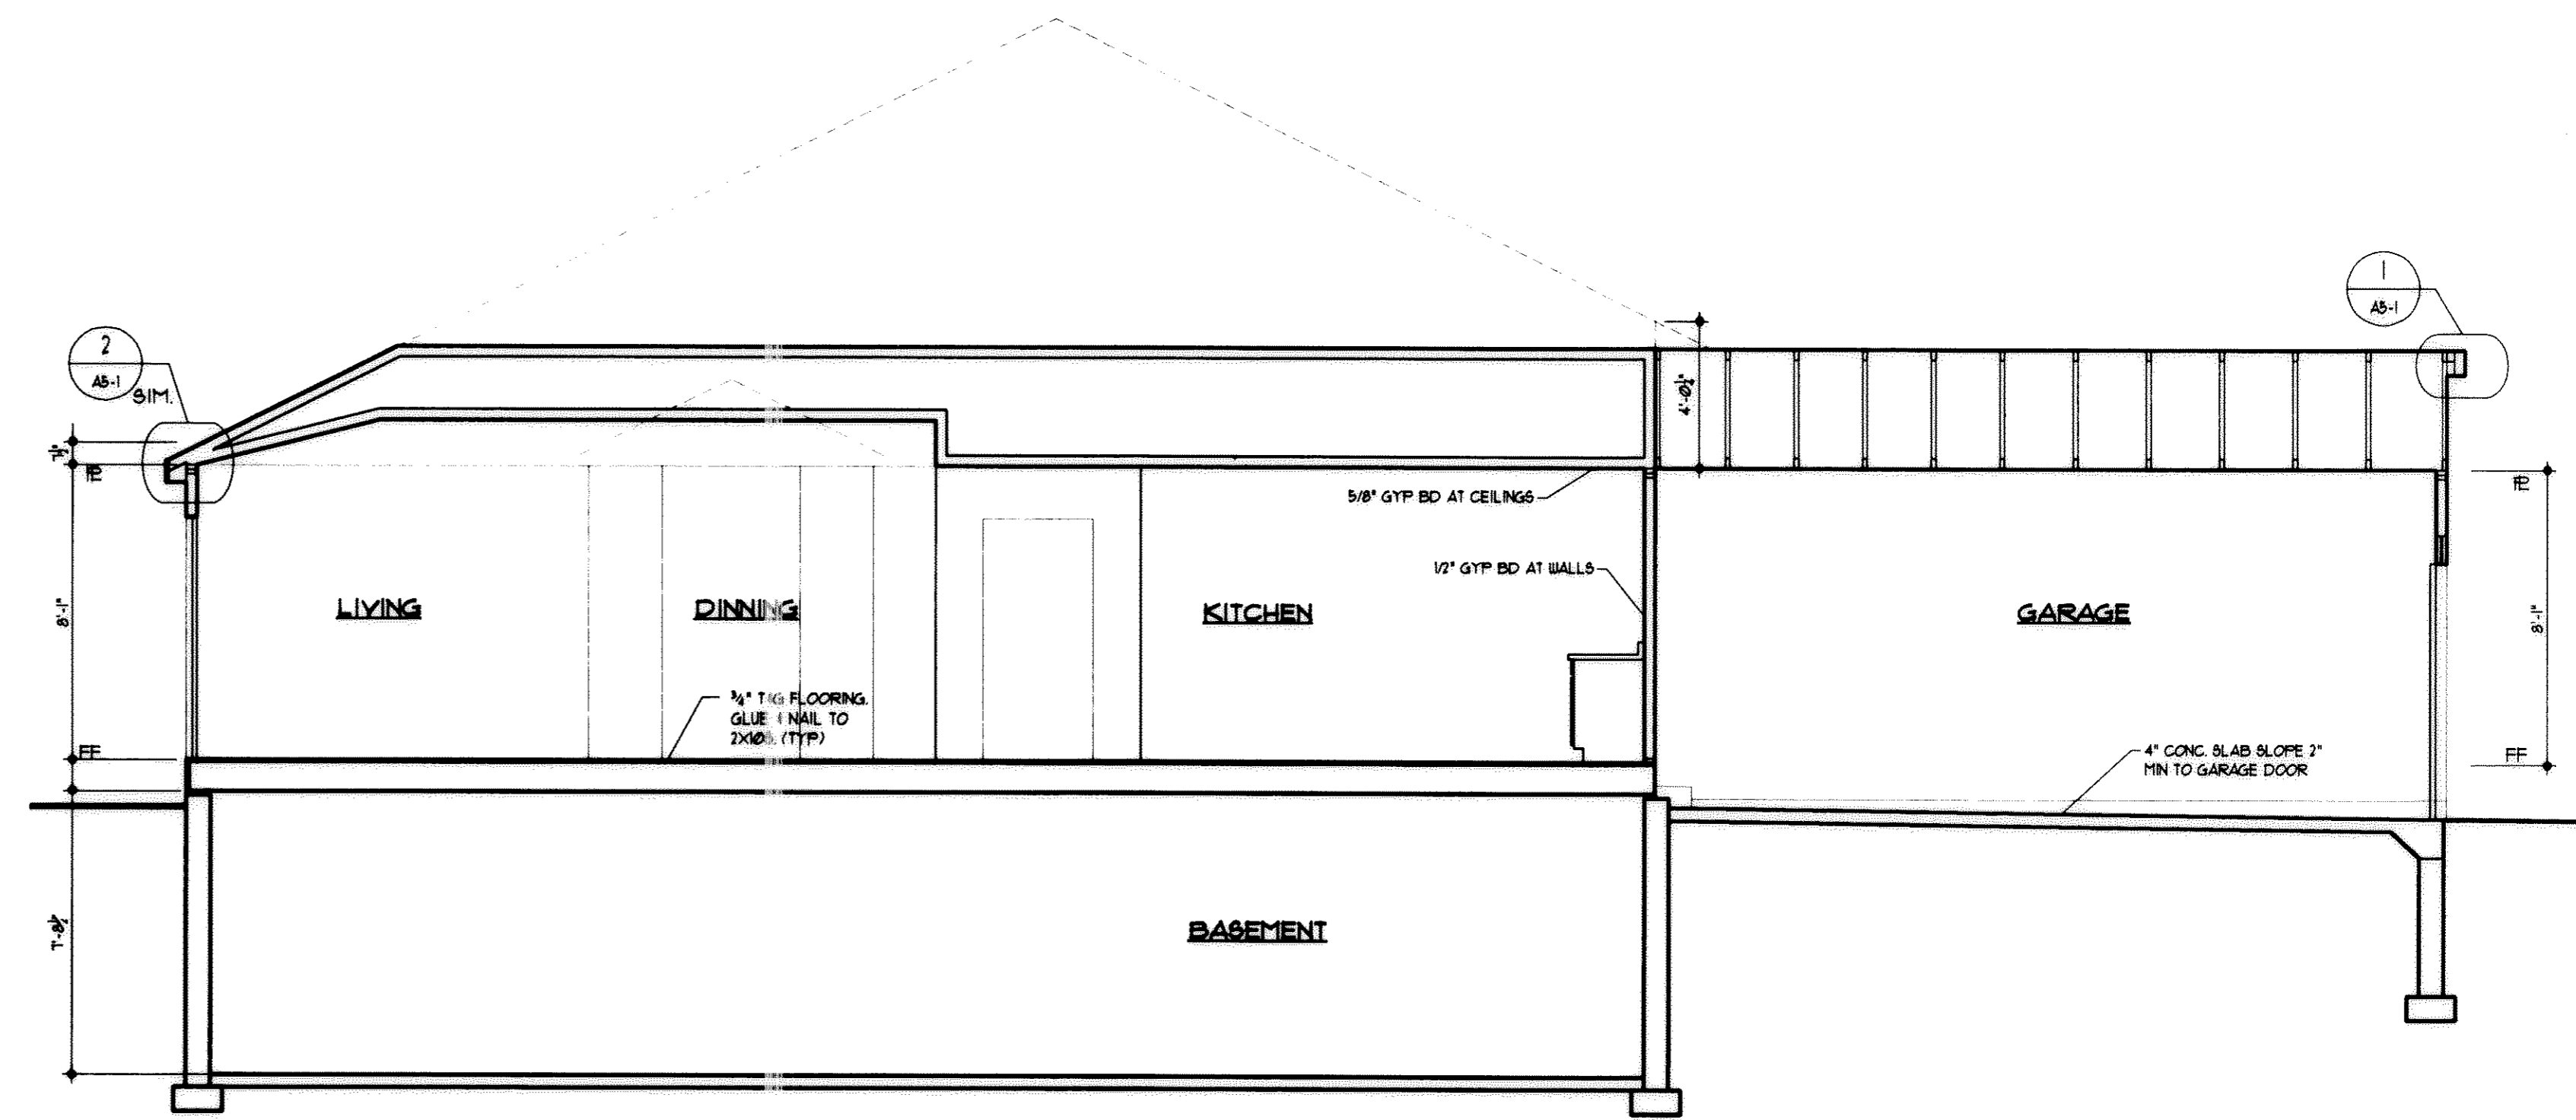 1
A5-1
2
A5-1
SIM.
4'-0½"
7½"
8'-1"
FF
7'-8½"
5/8" GYP BD AT CEILINGS
1/2" GYP BD AT WALLS
LIVING
DINNING
KITCHEN
GARAGE
¾" T&G FLOORING.
GLUE & NAIL TO
2X10S. (TYP)
8'-1"
FF
4" CONC. SLAB SLOPE 2"
MIN TO GARAGE DOOR
BASEMENT